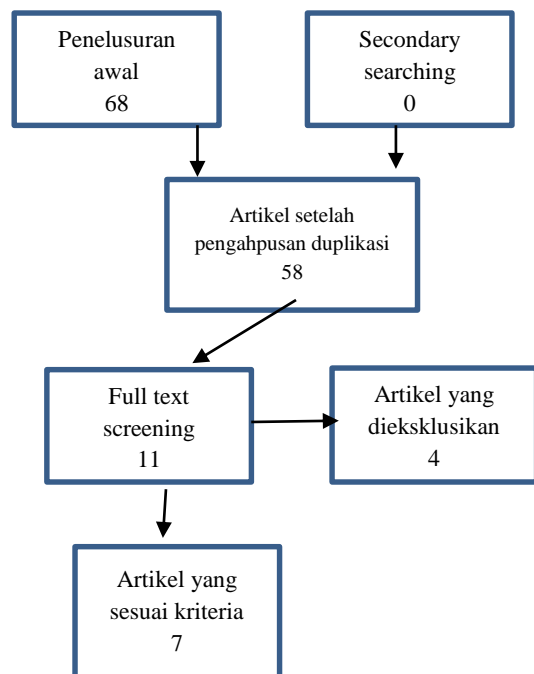 Penelusuran
awal
68
Secondary
searching
0
Artikel setelah
pengahpusan duplikasi
58
Full text
screening
11
Artikel yang
dieksklusikan
4
Artikel yang
sesuai kriteria
7